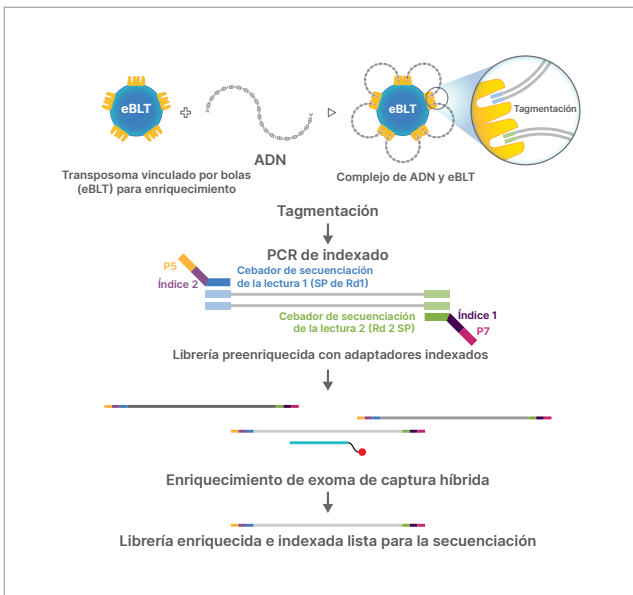 eBLT
ADN
eBLT
Tagmentación
Transposoma vinculado por bolas
(eBLT) para enriquecimiento
Complejo de ADN y eBLT
Tagmentación
PCR de indexado
P5
Índice 2
Cebador de secuenciación
de la lectura 1 (SP de Rd1)
Cebador de secuenciación
de la lectura 2 (Rd 2 SP)
Índice 1
P7
Librería preenriquecida con adaptadores indexados
Enriquecimiento de exoma de captura híbrida
Librería enriquecida e indexada lista para la secuenciación